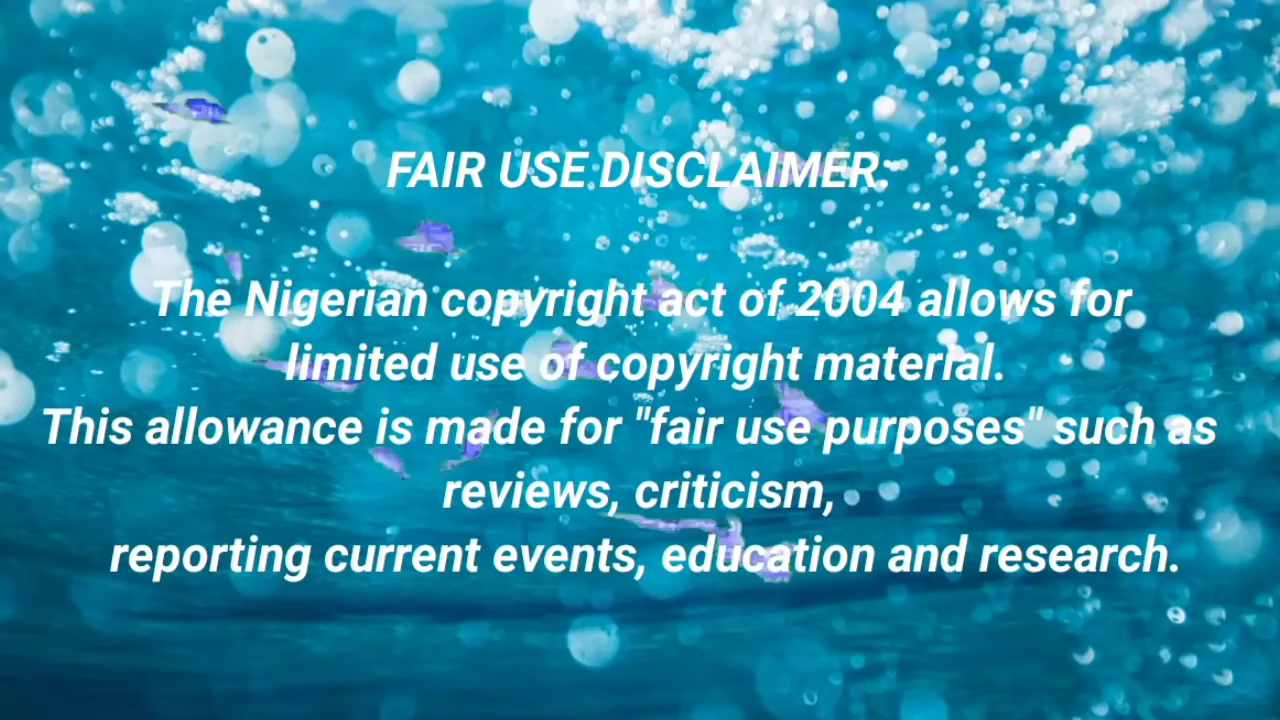 FAIR USE DISCLAIMER:
The Nigerian copyright act of 2004 allows for
limited use of copyright material.
This allowance is made for "fair use purposes" such as
reviews, criticism,
reporting current events, education and research.